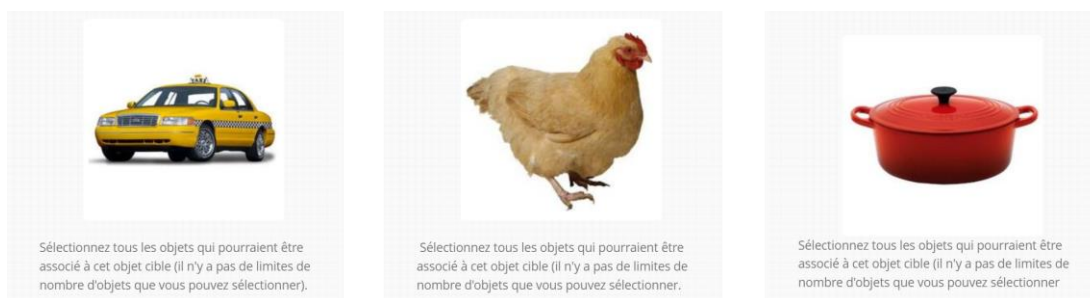 Sélectionnez tous les objets qui pourraient être
associé à cet objet cible (il n'y a pas de limites de
nombre d'objets que vous pouvez sélectionner).
Sélectionnez tous les objets qui pourraient être
associé à cet objet cible (il n'y a pas de limites de
nombre d'objets que vous pouvez sélectionner.
Sélectionnez tous les objets qui pourraient être
associé à cet objet cible (il n'y a pas de limites de
nombre d'objets que vous pouvez sélectionner